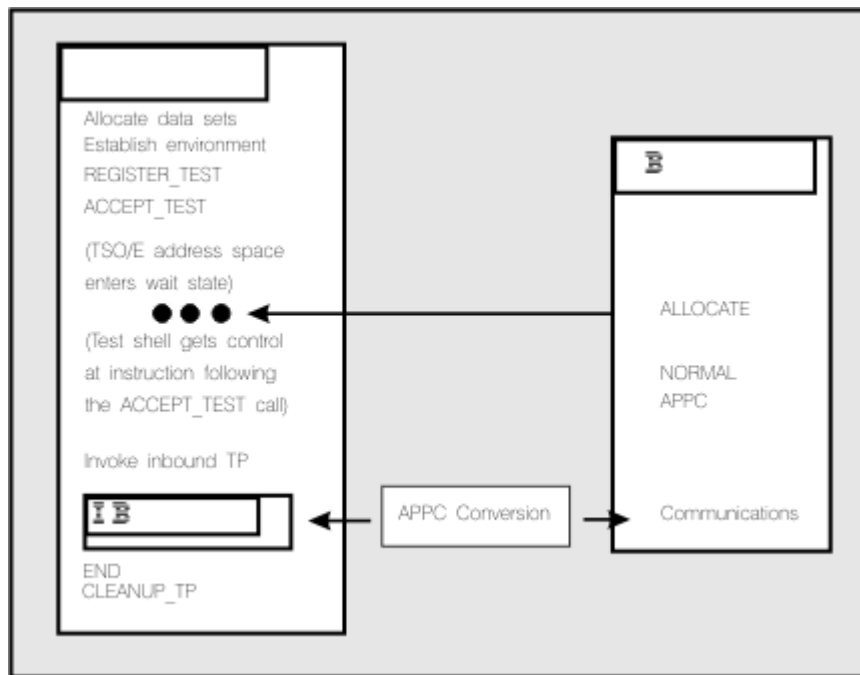 Allocate data sets
Establish environment
REGISTER_TEST
ACCEPT_TEST
(TSO/E address space
enters wait state)
(Test shell gets control
at instruction following
the ACCEPT_TEST call)
Invoke inbound TP
I B
END
CLEANUP_TP
APPC Conversion
B
ALLOCATE
NORMAL
APPC
Communications